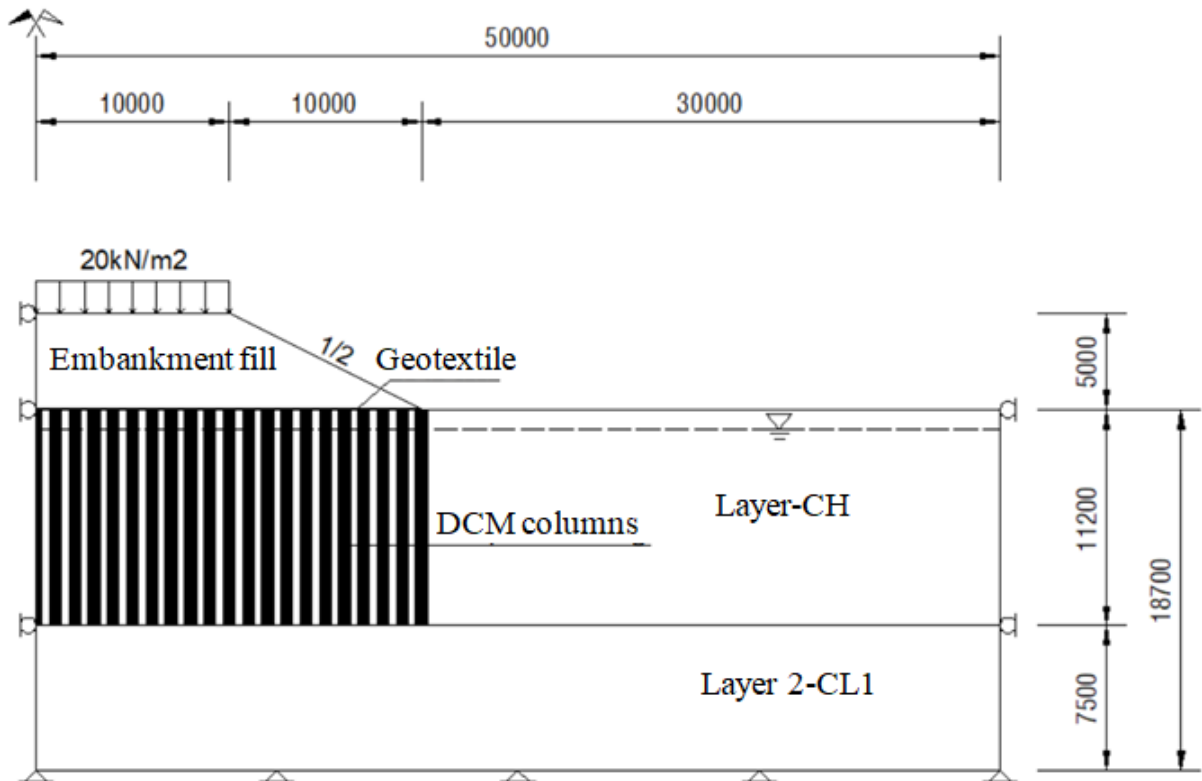 50000
10000 10000 30000
20kN/m2
Embankment fill
1/2
Geotextile
5000
Layer-CH
DCM columns
11200
18700
Layer 2-CL1
7500